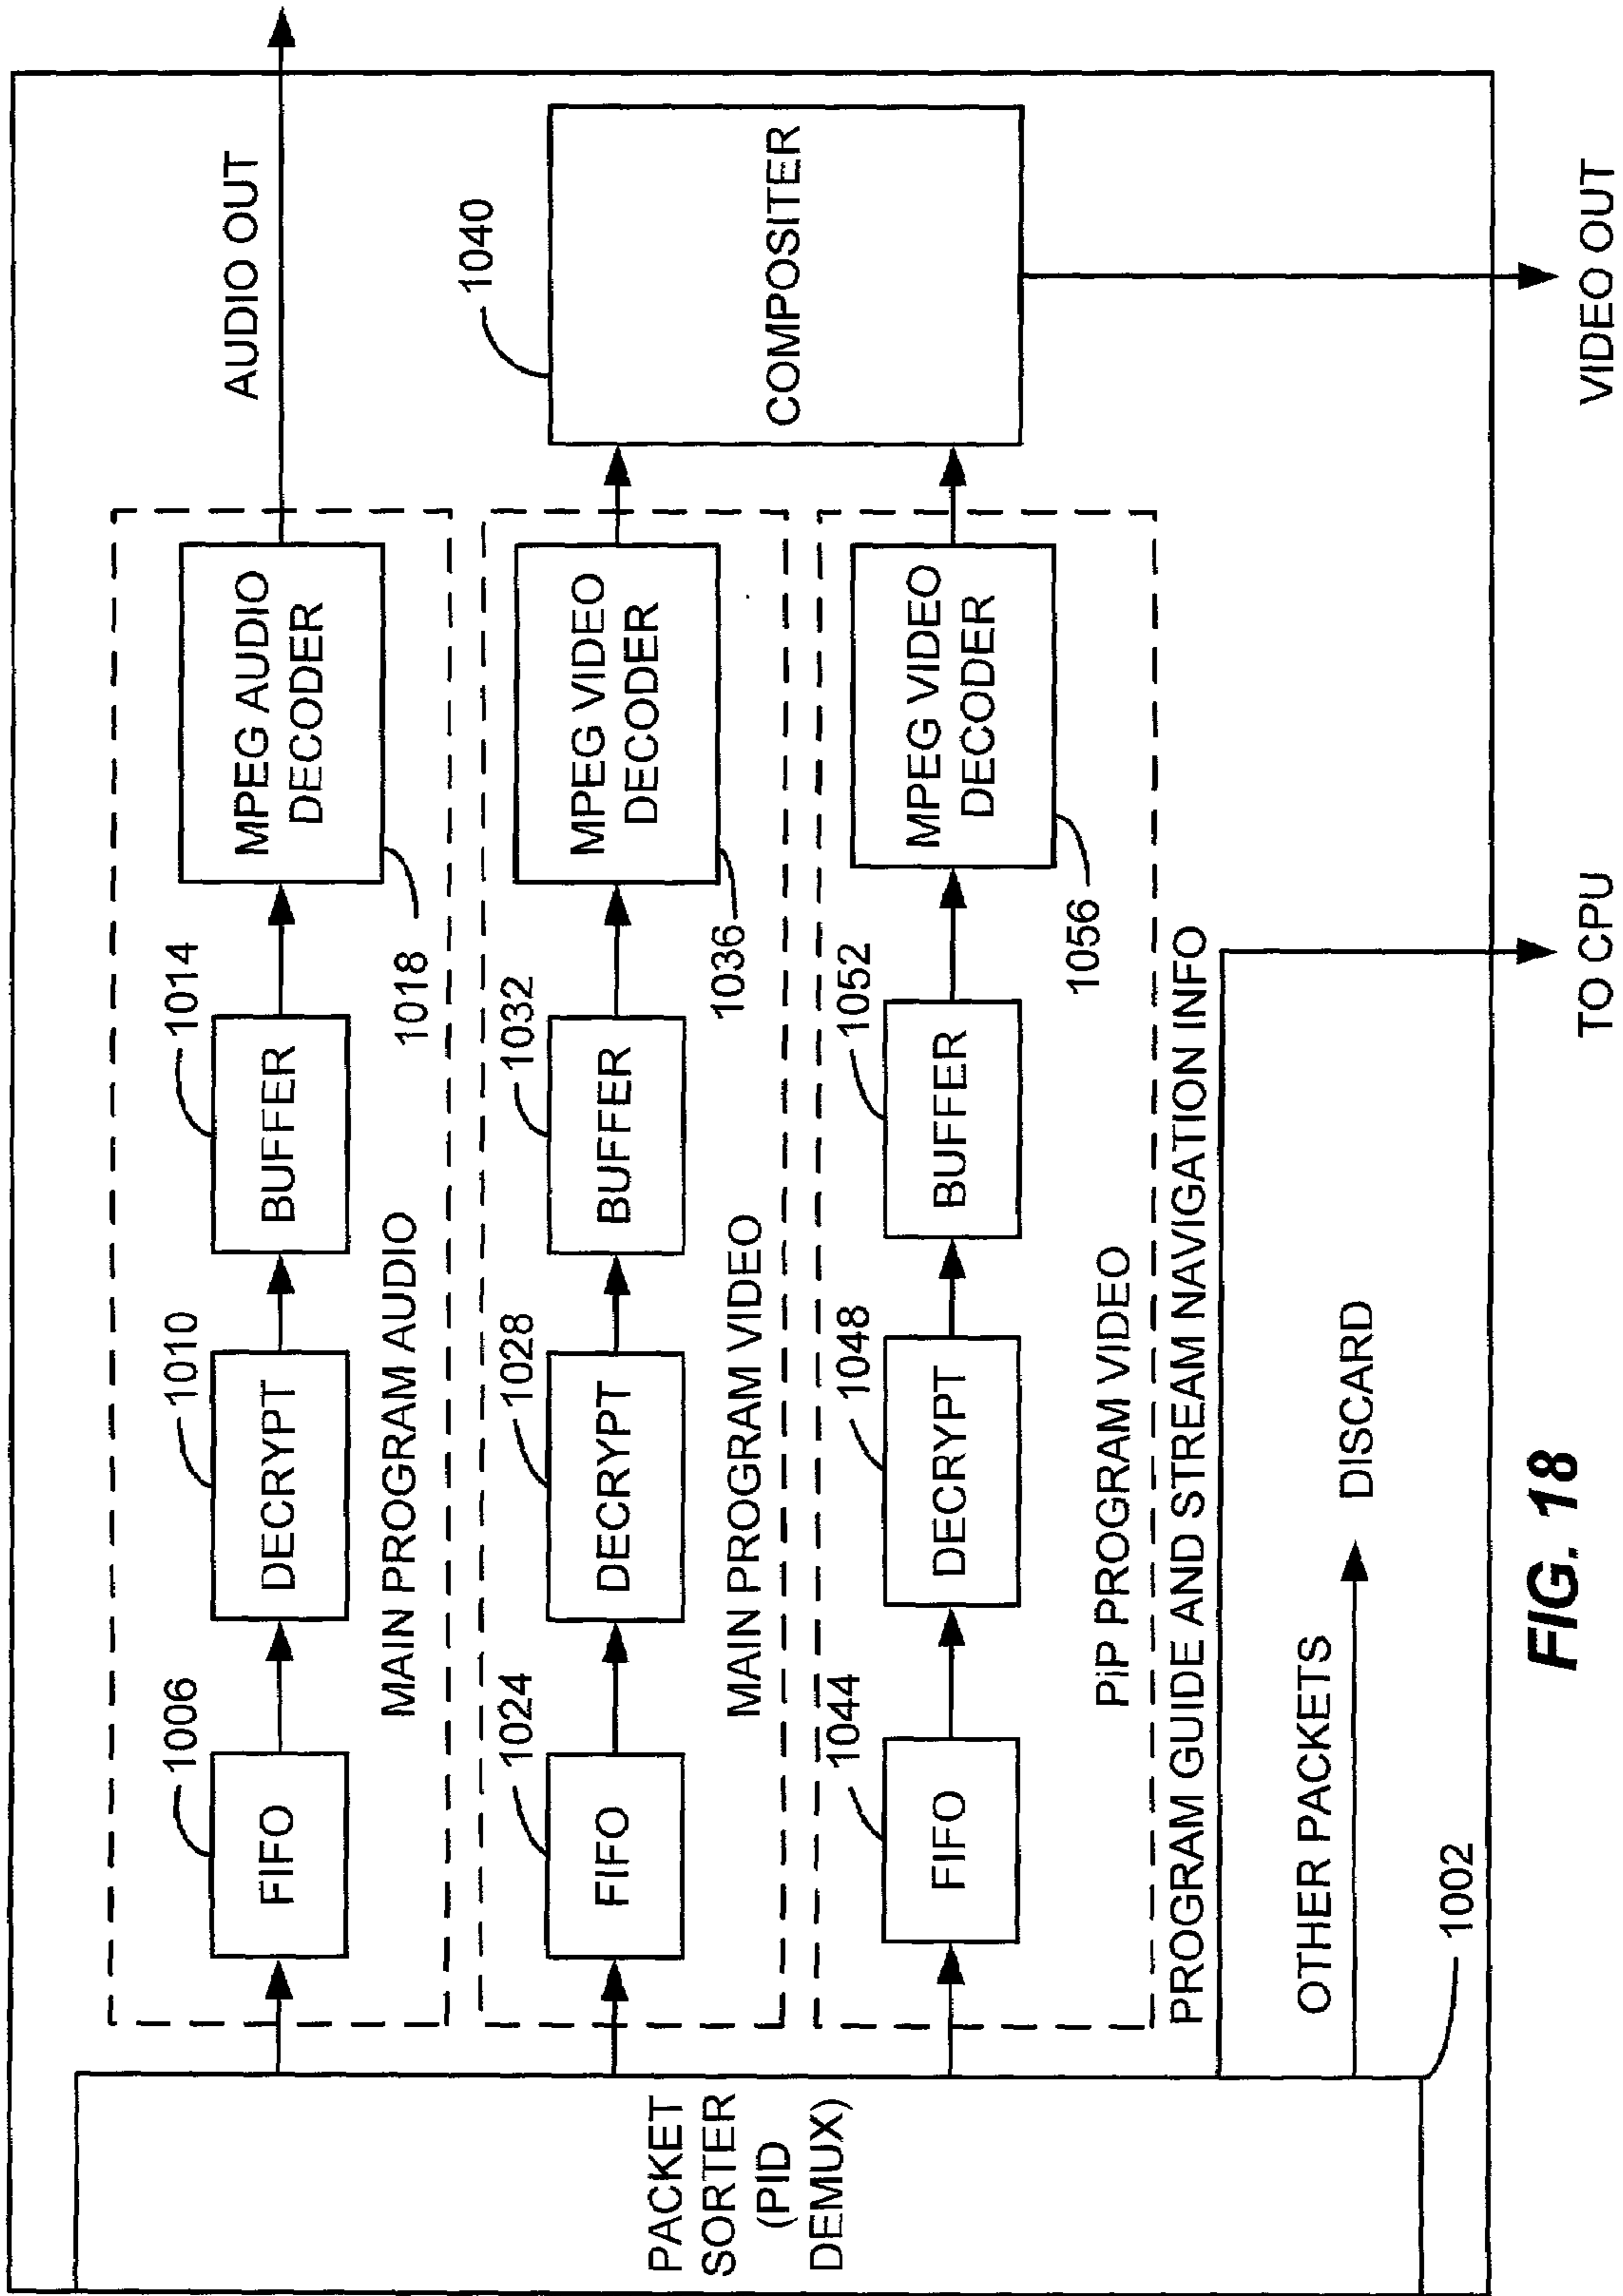 AUDIO OUT
1006
1010
1014
FIFO
DECRYPT
BUFFER
MPEG AUDIO
DECODER
1018
MAIN PROGRAM AUDIO
1024
1028
1032
1040
FIFO
DECRYPT
BUFFER
MPEG VIDEO
DECODER
COMPOSITER
1036
MAIN PROGRAM VIDEO
PACKET
SORTER
(PID
DEMUX)
1044
1048
1052
FIFO
DECRYPT
BUFFER
MPEG VIDEO
DECODER
1056
PiP PROGRAM VIDEO
PROGRAM GUIDE AND STREAM NAVIGATION INFO
OTHER PACKETS
DISCARD
1002
TO CPU
VIDEO OUT
FIG. 18